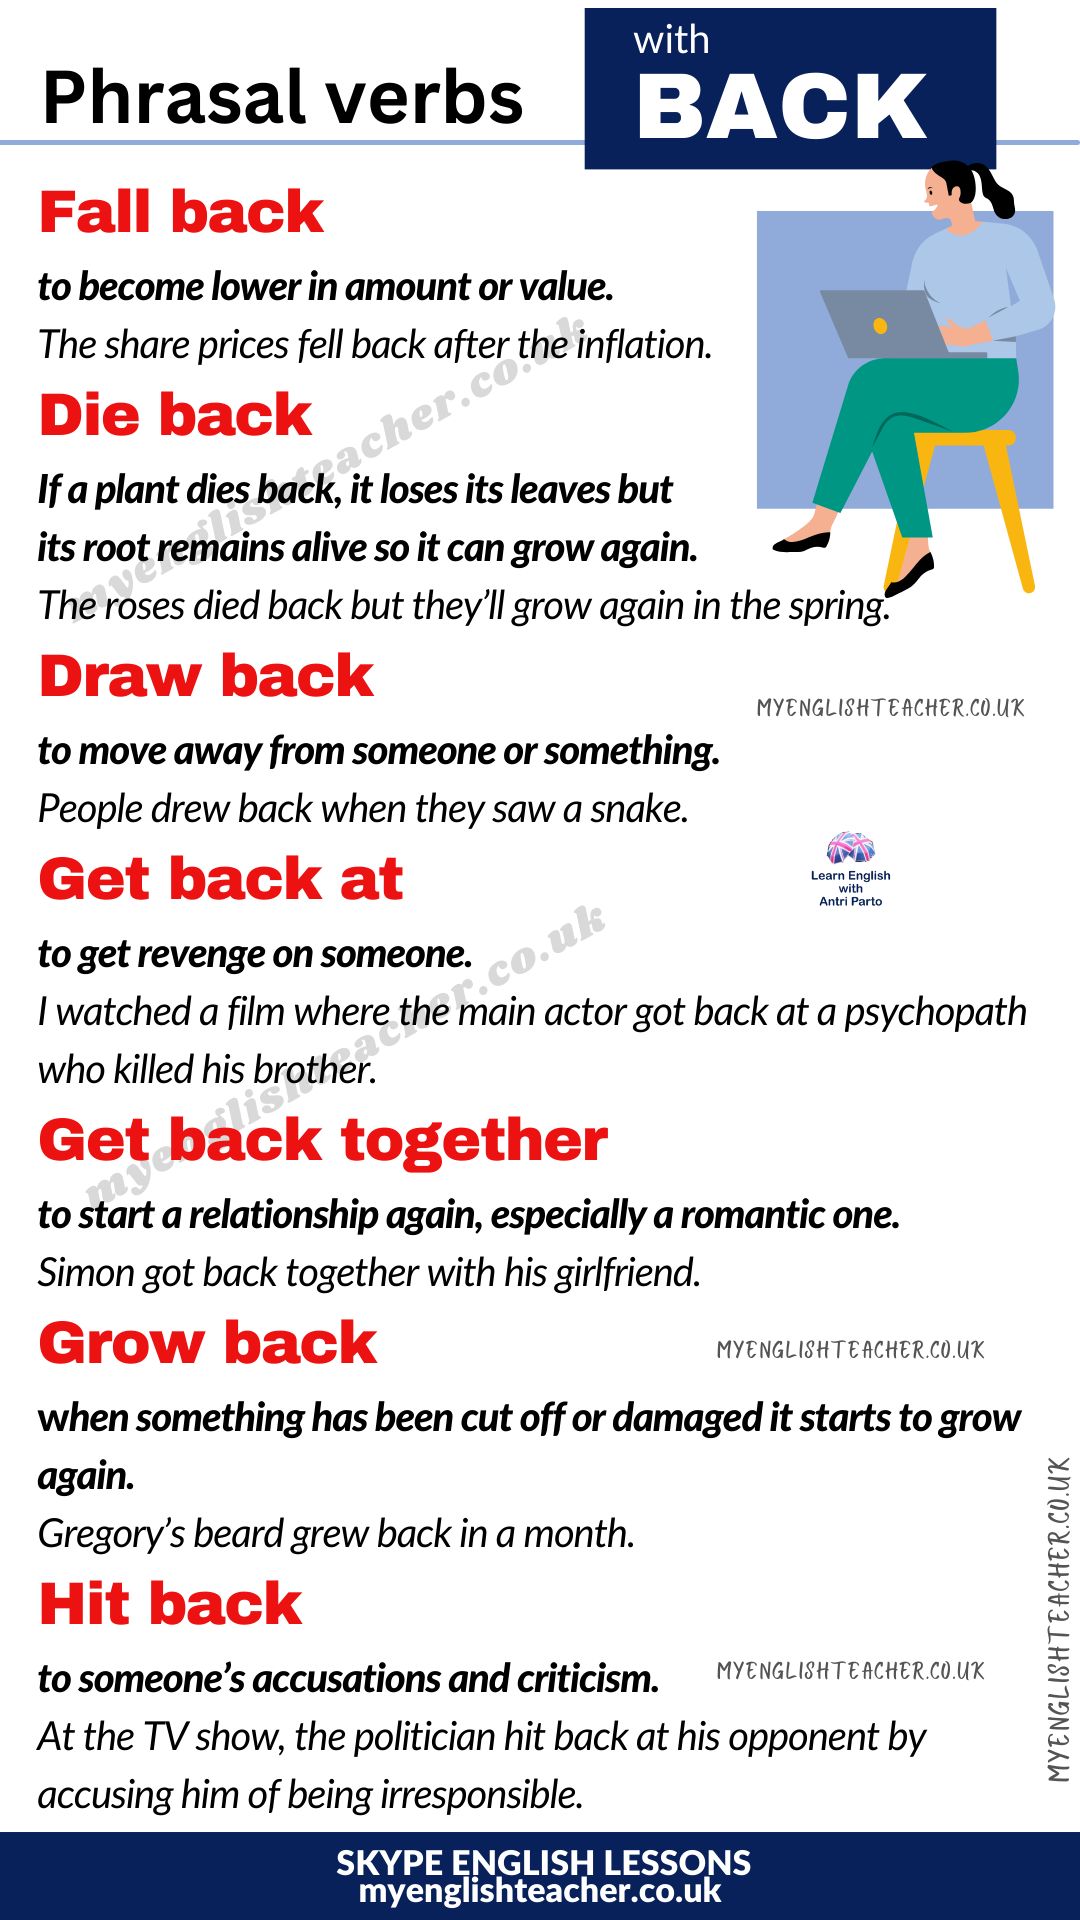 with
Phrasal verbs
BACK
Fall back
to become lower in amount or value.
The share prices fell back after the inflation.
Die back
If a plant dies back, it loses its leaves but
its root remains alive so it can grow again.
The roses died back but they’ll grow again in the spring.
Draw back
MYENGLISHTEACHER.CO.UK
to move away from someone or something.
People drew back when they saw a snake.
Learn English
with
Antri Parto
Get back at
to get revenge on someone.
I watched a film where the main actor got back at a psychopath
who killed his brother.
Get back together
to start a relationship again, especially a romantic one.
Simon got back together with his girlfriend.
Grow back
MYENGLISHTEACHER.CO.UK
when something has been cut off or damaged it starts to grow
again.
Gregory’s beard grew back in a month.
Hit back
to someone’s accusations and criticism.
MYENGLISHTEACHER.CO.UK
At the TV show, the politician hit back at his opponent by
accusing him of being irresponsible.
MYENGLISHTEACHER.CO.UK
myenglishteacher.co.uk
myenglishteacher.co.uk
SKYPE ENGLISH LESSONS
myenglishteacher.co.uk